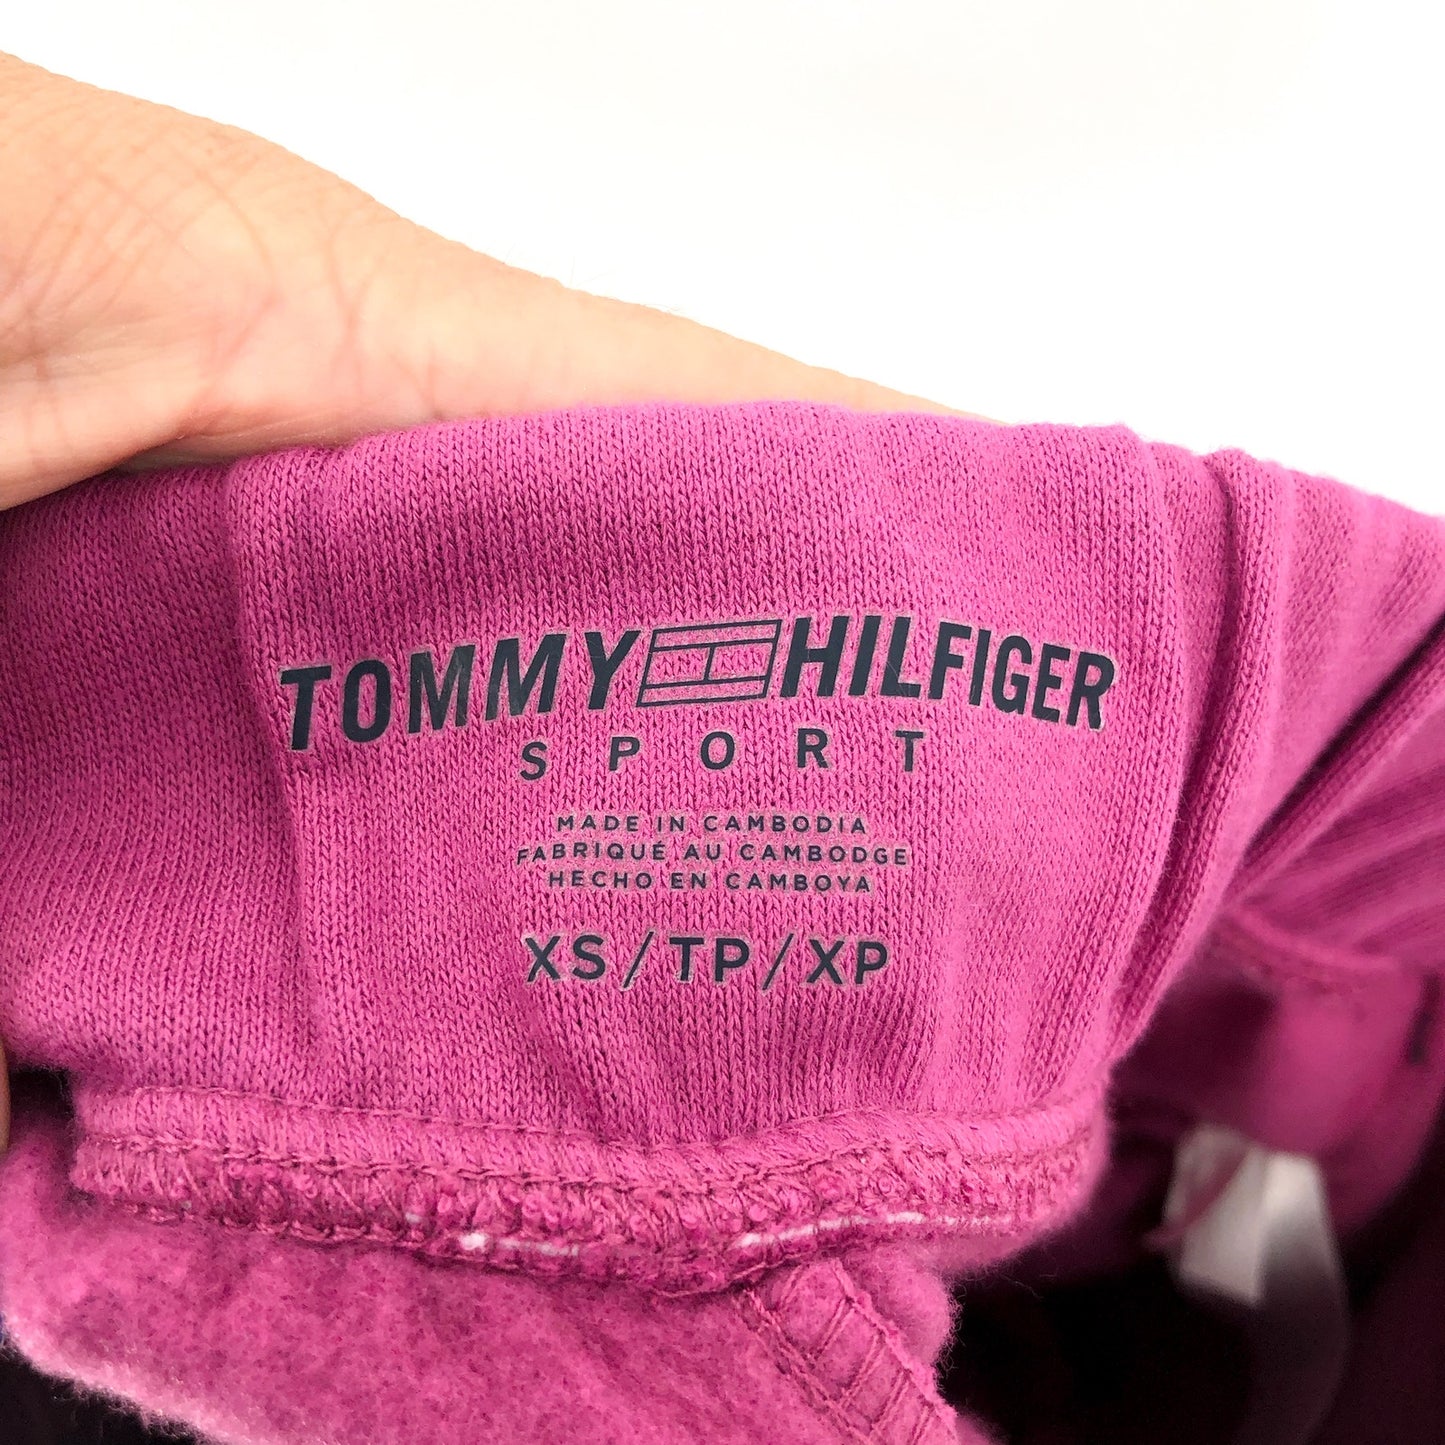 TOMMY HILFIGER
SPORT
MADE IN CAMBODIA
FABRIQUÉ AU CAMBODGE
HECHO EN CAMBOYA
XS/TP/XP